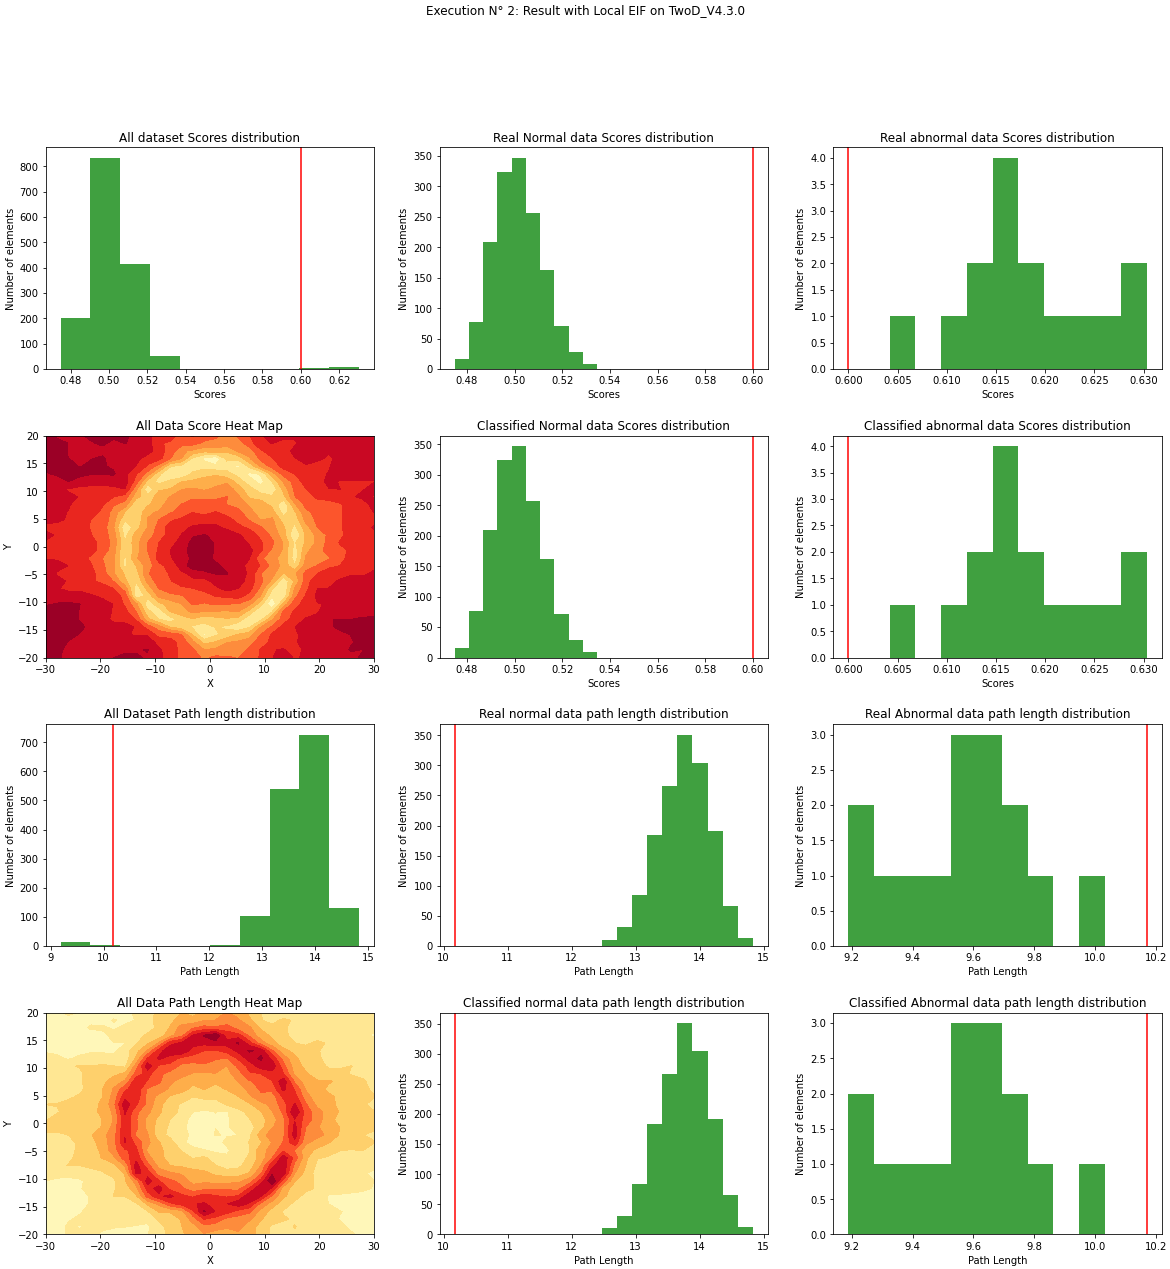 Execution N° 2: Result with Local EIF on TwoD_V4.3.0
All dataset Scores distribution
Number of elements
800
700
600
500
400
300
200
100
0
0.48 0.50 0.52 0.54 0.56 0.58 0.60 0.62
Scores
Real Normal data Scores distribution
Number of elements
350
300
250
200
150
100
50
0
0.48 0.50 0.52 0.54 0.56 0.58 0.60
Scores
Real abnormal data Scores distribution
Number of elements
4.0
3.5
3.0
2.5
2.0
1.5
1.0
0.5
0.0
0.600 0.605 0.610 0.615 0.620 0.625 0.630
Scores
All Data Score Heat Map
Y
20
15
10
5
0
−5
−10
−15
−20
−30 −20 −10 0 10 20 30
X
Classified Normal data Scores distribution
Number of elements
350
300
250
200
150
100
50
0
0.48 0.50 0.52 0.54 0.56 0.58 0.60
Scores
Classified abnormal data Scores distribution
Number of elements
4.0
3.5
3.0
2.5
2.0
1.5
1.0
0.5
0.0
0.600 0.605 0.610 0.615 0.620 0.625 0.630
Scores
All Dataset Path length distribution
Number of elements
700
600
500
400
300
200
100
0
9 10 11 12 13 14 15
Path Length
Real normal data path length distribution
Number of elements
350
300
250
200
150
100
50
0
10 11 12 13 14 15
Path Length
Real Abnormal data path length distribution
Number of elements
3.0
2.5
2.0
1.5
1.0
0.5
0.0
9.2 9.4 9.6 9.8 10.0 10.2
Path Length
All Data Path Length Heat Map
Y
20
15
10
5
0
−5
−10
−15
−20
−30 −20 −10 0 10 20 30
X
Classified normal data path length distribution
Number of elements
350
300
250
200
150
100
50
0
10 11 12 13 14 15
Path Length
Classified Abnormal data path length distribution
Number of elements
3.0
2.5
2.0
1.5
1.0
0.5
0.0
9.2 9.4 9.6 9.8 10.0 10.2
Path Length